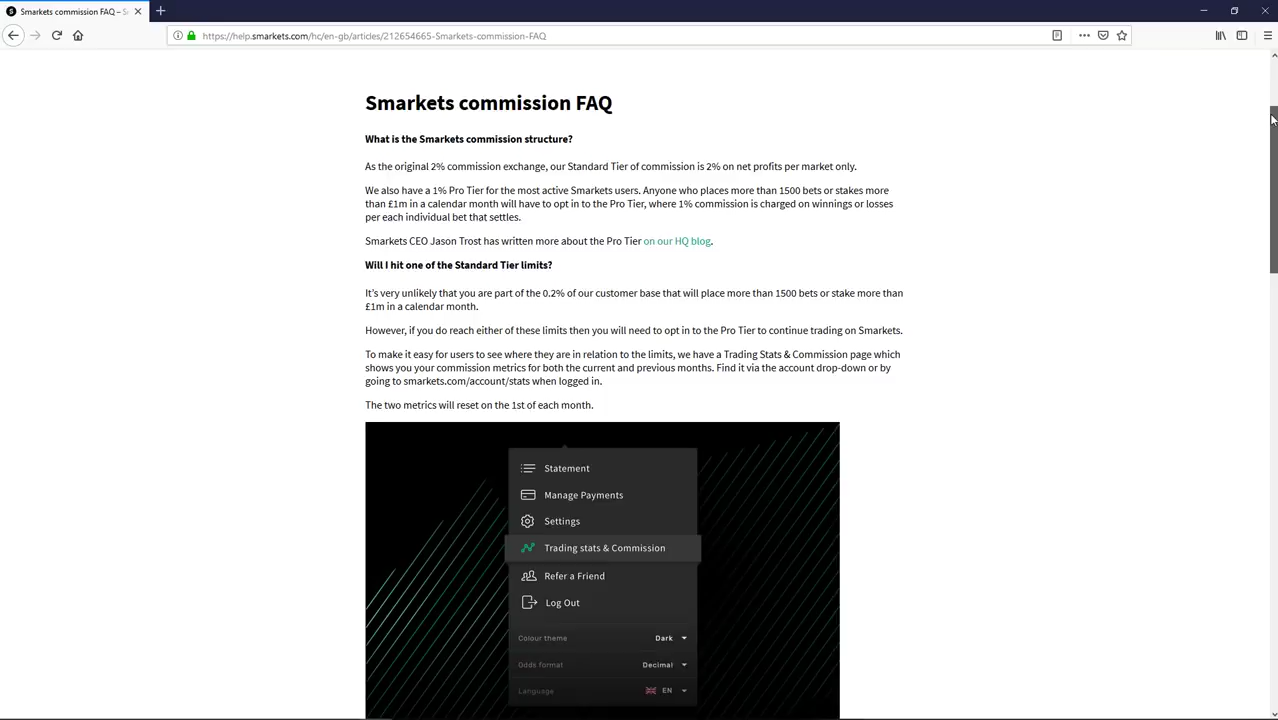 Smarkets commission FAQ – S
https://help.smarkets.com/hc/en-gb/articles/212654665-Smarkets-commission-FAQ
Smarkets commission FAQ
What is the Smarkets commission structure?
As the original 2% commission exchange, our Standard Tier of commission is 2% on net profits per market only.
We also have a 1% Pro Tier for the most active Smarkets users. Anyone who places more than 1500 bets or stakes more
than £1m in a calendar month will have to opt in to the Pro Tier, where 1% commission is charged on winnings or losses
per each individual bet that settles.
Smarkets CEO Jason Trost has written more about the Pro Tier on our HQ blog.
Will I hit one of the Standard Tier limits?
It's very unlikely that you are part of the 0.2% of our customer base that will place more than 1500 bets or stake more than
£1m in a calendar month.
However, if you do reach either of these limits then you will need to opt in to the Pro Tier to continue trading on Smarkets.
To make it easy for users to see where they are in relation to the limits, we have a Trading Stats & Commission page which
shows you your commission metrics for both the current and previous months. Find it via the account drop-down or by
going to smarkets.com/account/stats when logged in.
The two metrics will reset on the 1st of each month.
Statement
Manage Payments
Settings
Trading stats & Commission
Refer a Friend
Log Out
Colour theme Dark
Odds format Decimal
Language EN